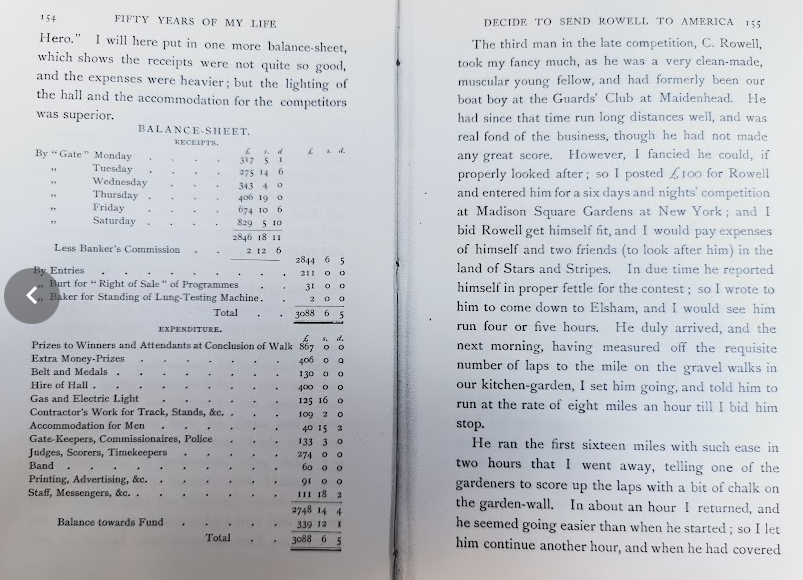 154 FIFTY YEARS OF MY LIFE
Hero." I will here put in one more balance-sheet,
which shows the receipts were not quite so good,
and the expenses were heavier; but the lighting of
the hall and the accommodation for the competitors
was superior.
BALANCE-SHEET.
RECEIPTS.
£ s. d £ s. d.
By "Gate" Monday . . . . 317 5 1
" Tuesday . . . . 275 14 6
" Wednesday . . . . 343 4 0
" Thursday . . . . 406 19 0
" Friday . . . . 674 10 6
" Saturday . . . . 829 5 10
2846 18 11
Less Banker's Commission . . 2 12 6
2844 6 5
By Entries . . . . . . . . . 211 0 0
" Burt for "Right of Sale" of Programmes . . 31 0 0
Baker for Standing of Lung-Testing Machine . . 2 0 0
Total . . 3088 6 5
EXPENDITURE.
£ s. d.
Prizes to Winners and Attendants at Conclusion of Walk 867 0 0
Extra Money-Prizes . . . . . . . 406 0 0
Belt and Medals . . . . . . . . 130 0 0
Hire of Hall . . . . . . . . . 400 0 0
Gas and Electric Light . . . . . . 125 16 0
Contractor's Work for Track, Stands, &c. . . . 109 2 0
Accommodation for Men . . . . . . 40 15 2
Gate-Keepers, Commissionaires, Police . . . 133 3 0
Judges, Scorers, Timekeepers . . . . . 274 0 0
Band . . . . . . . . . . 60 0 0
Printing, Advertising, &c. . . . . . . 91 0 0
Staff, Messengers, &c. . . . . . . . 111 18 2
2748 14 4
Balance towards Fund . . . . . 339 12 1
Total . . 3088 6 5
DECIDE TO SEND ROWELL TO AMERICA 155
The third man in the late competition, C. Rowell,
took my fancy much, as he was a very clean-made,
muscular young fellow, and had formerly been our
boat boy at the Guards' Club at Maidenhead. He
had since that time run long distances well, and was
real fond of the business, though he had not made
any great score. However, I fancied he could, if
properly looked after; so I posted £100 for Rowell
and entered him for a six days and nights' competition
at Madison Square Gardens at New York; and I
bid Rowell get himself fit, and I would pay expenses
of himself and two friends (to look after him) in the
land of Stars and Stripes. In due time he reported
himself in proper fettle for the contest; so I wrote to
him to come down to Elsham, and I would see him
run four or five hours. He duly arrived, and the
next morning, having measured off the requisite
number of laps to the mile on the gravel walks in
our kitchen-garden, I set him going, and told him to
run at the rate of eight miles an hour till I bid him
stop.
He ran the first sixteen miles with such ease in
two hours that I went away, telling one of the
gardeners to score up the laps with a bit of chalk on
the garden-wall. In about an hour I returned, and
he seemed going easier than when he started; so I let
him continue another hour, and when he had covered